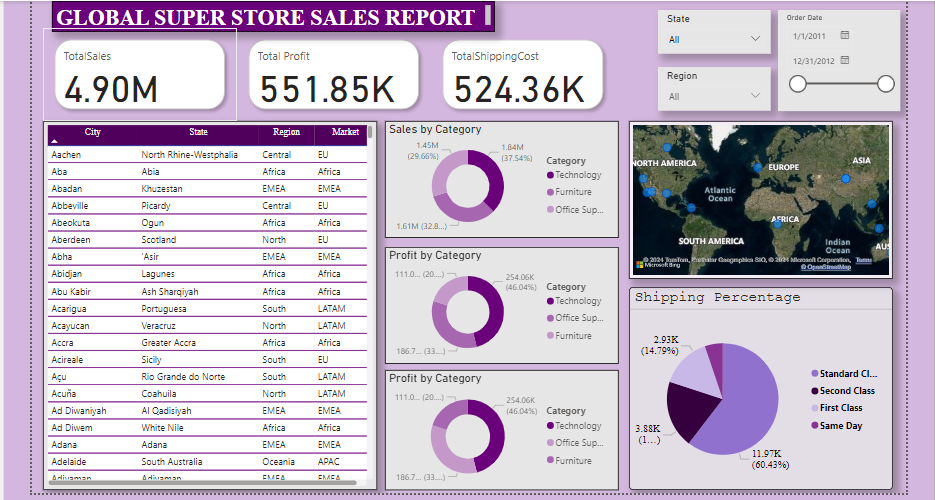 GLOBAL SUPER STORE SALES REPORT
TotalSales
4.90M
Total Profit
551.85K
TotalShippingCost
524.36K
State
All
Region
All
Order Date
1/1/2011
12/31/2012
City State Region Market
Aachen North Rhine-Westphalia Central EU
Aba Abia Africa Africa
Abadan Khuzestan EMEA EMEA
Abbeville Picardy Central EU
Abeokuta Ogun Africa Africa
Aberdeen Scotland North EU
Abha 'Asir EMEA EMEA
Abidjan Lagunes Africa Africa
Abu Kabir Ash Sharqiyah Africa Africa
Acarigua Portuguesa South LATAM
Acayucan Veracruz North LATAM
Accra Greater Accra Africa Africa
Acireale Sicily South EU
Açu Rio Grande do Norte South LATAM
Acuña Coahuila North LATAM
Ad Diwaniyah Al Qadisiyah EMEA EMEA
Ad Diwem White Nile Africa Africa
Adana Adana EMEA EMEA
Adelaide South Australia Oceania APAC
Adiyaman Adiyaman EMEA EMEA
Sales by Category
1.45M
(29.66%)
1.84M
(37.54%)
1.61M (32.8...)
Category
Technology
Furniture
Office Sup...
Profit by Category
111.0... (20....)
254.06K
(46.04%)
186.7... (33....)
Category
Technology
Office Sup...
Furniture
Profit by Category
111.0... (20....)
254.06K
(46.04%)
186.7... (33....)
Category
Technology
Office Sup...
Furniture
NORTH AMERICA
EUROPE
ASIA
Atlantic
Ocean
AFRICA
SOUTH AMERICA
Indian
Ocean
AUS
Microsoft Bing
© 2024 TomTom, Earthstar Geographics SIO, © 2024 Microsoft Corporation, Terms
© OpenStreetMap
Shipping Percentage
2.93K
(14.79%)
3.88K
(1...)
11.97K
(60.43%)
Standard Cl...
Second Class
First Class
Same Day